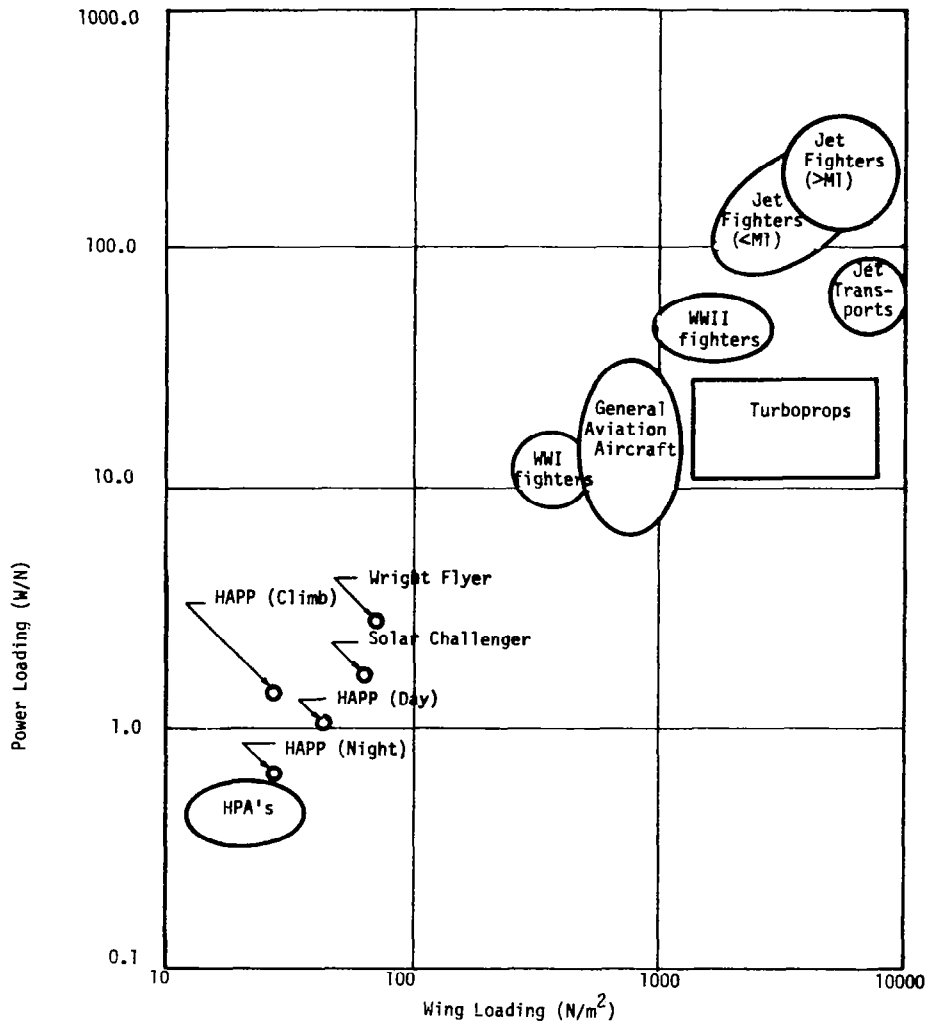 1000.0
Jet
Fighters
(>M1)
Jet
Fighters
(<M1)
100.0
Jet
Trans-
ports
WWII
fighters
General
Aviation
Aircraft
Turboprops
WWI
fighters
10.0
Power Loading (W/N)
Wright Flyer
HAPP (Climb)
Solar Challenger
HAPP (Day)
1.0
HAPP (Night)
HPA's
0.1
10
100
1000
10000
Wing Loading (N/m²)